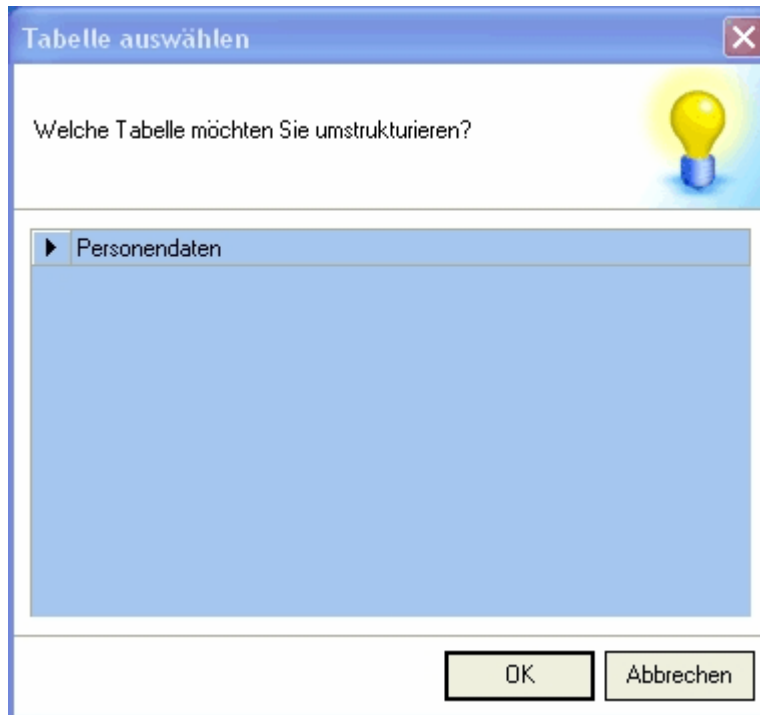 Tabelle auswählen
Welche Tabelle möchten Sie umstrukturieren?
Personendaten
OK
Abbrechen